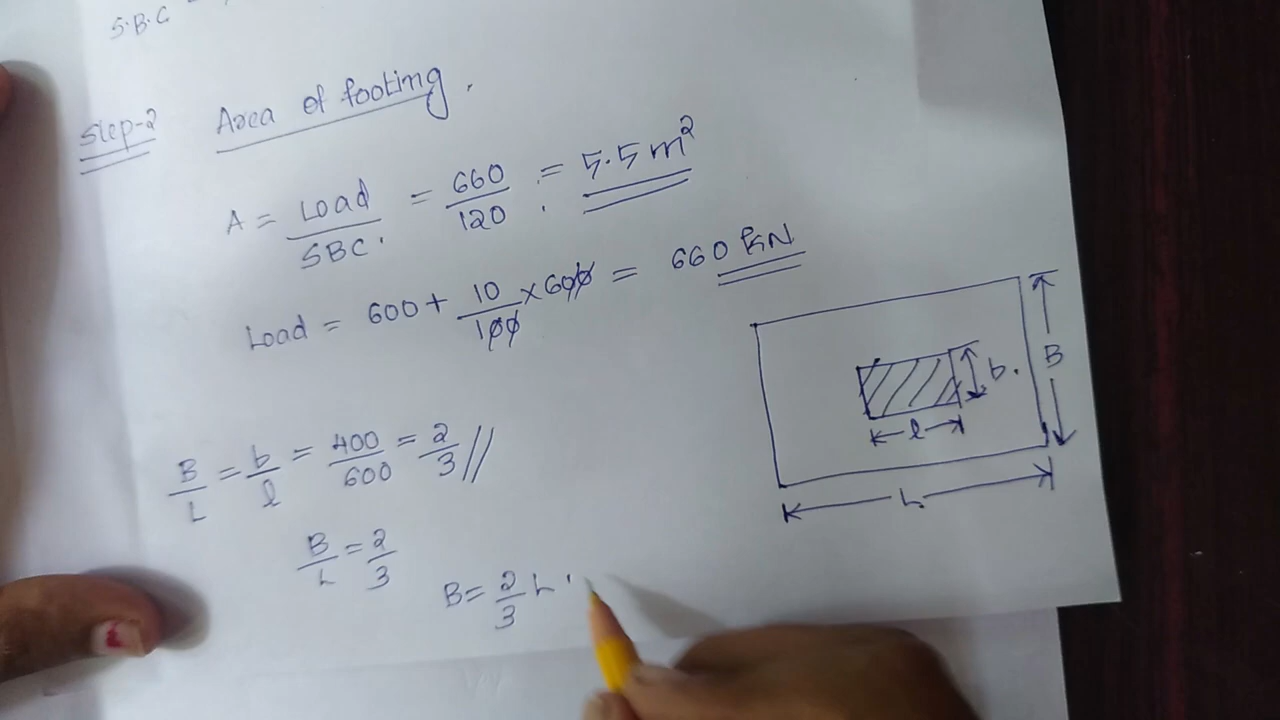 S.B.C
Step-2 Area of footing.
A = Load/SBC. = 660/120 = 5.5 m²
Load = 600 + 10/100 × 600 = 660 kN
B/L = b/l = 400/600 = 2/3 //
B/L = 2/3
B = 2/3 L
b.
B
l
L